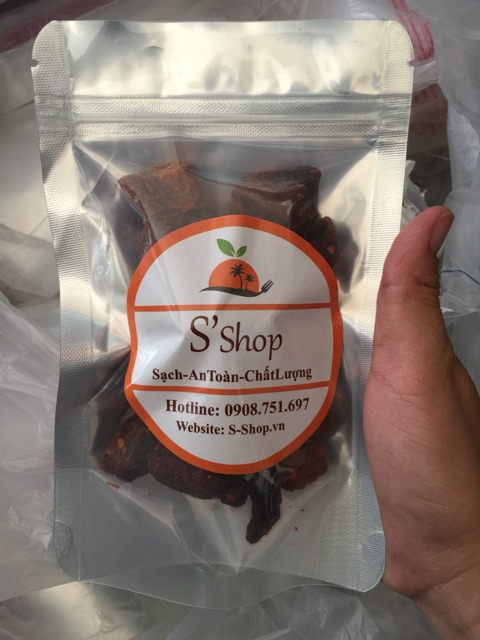 S'Shop
Sạch-AnToàn-ChấtLượng
Hotline: 0908.751.697
Website: S-Shop.vn